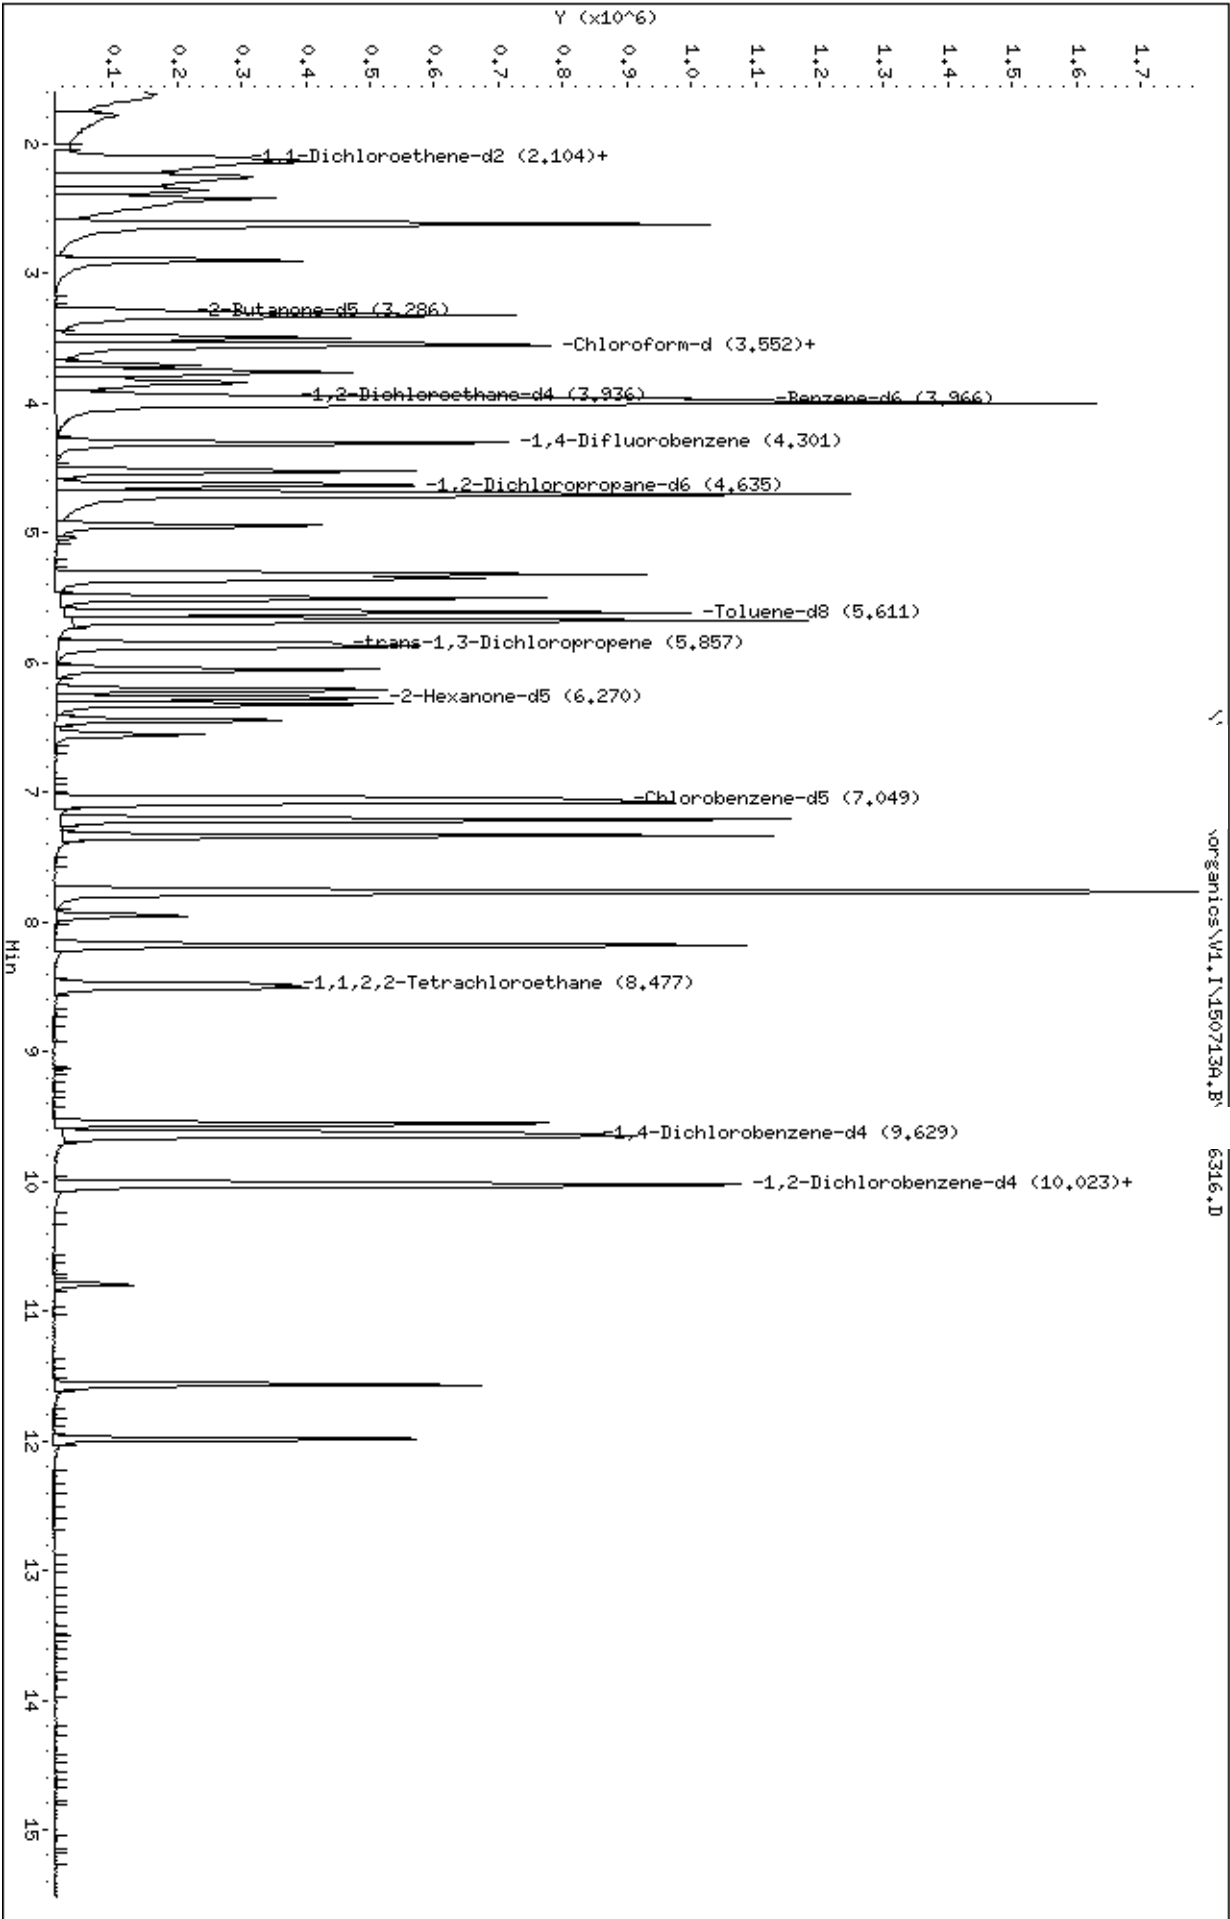 Y (x10^6)
0.1
0.2
0.3
0.4
0.5
0.6
0.7
0.8
0.9
1.0
1.1
1.2
1.3
1.4
1.5
1.6
1.7
-1,1-Dichloroethene-d2 (2.104)+
-2-Butanone-d5 (3.286)
-Chloroform-d (3.552)+
-1,2-Dichloroethane-d4 (3.936)
-Benzene-d6 (3.966)
-1,4-Difluorobenzene (4.301)
-1,2-Dichloropropane-d6 (4.635)
-Toluene-d8 (5.611)
-trans-1,3-Dichloropropene (5.857)
-2-Hexanone-d5 (6.270)
-Chlorobenzene-d5 (7.049)
-1,1,2,2-Tetrachloroethane (8.477)
-1,4-Dichlorobenzene-d4 (9.629)
-1,2-Dichlorobenzene-d4 (10.023)+
2
3
4
5
6
7
8
9
10
11
12
13
14
15
Min
\organics\V1.I\150713A.B\
6316.D